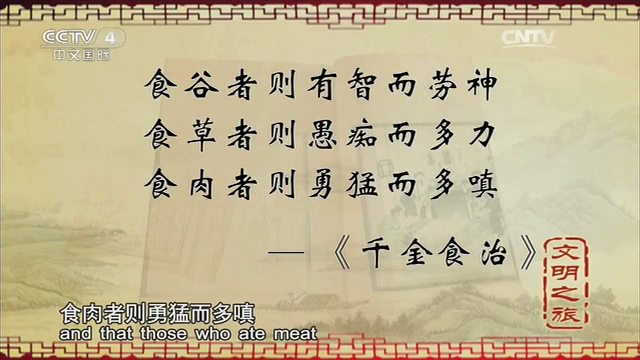 CCTV 4
中文国际
CNTV
食谷者则有智而劳神
食草者则愚痴而多力
食肉者则勇猛而多嗔
—《千金食治》
文明之旅
食肉者则勇猛而多嗔
and that those who ate meat